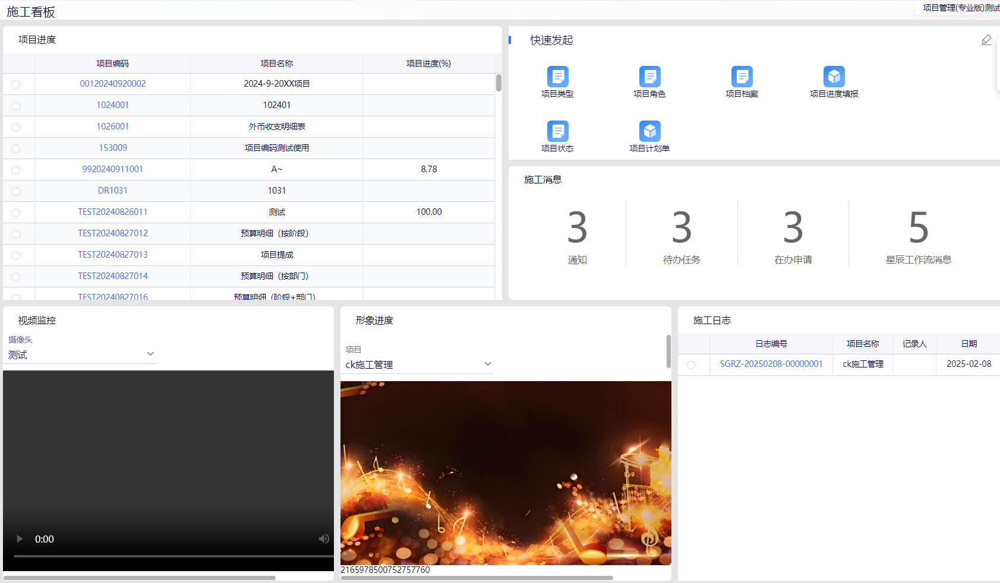 施工看板
项目管理(专业版)测试
项目进度
项目编码 项目名称 项目进度(%)
00120240920002 2024-9-20XX项目
1024001 102401
1026001 外币收支明细表
153009 项目编码测试使用
9920240911001 A~ 8.78
DR1031 1031
TEST20240826011 测试 100.00
TEST20240827012 预算明细（按阶段）
TEST20240827013 项目提成
TEST20240827014 预算明细（按部门）
TEST20240827016 预算明细（阶段+部门）
快速发起
项目类型 项目角色 项目档案 项目进度填报
项目状态 项目计划单
施工消息
3 3 3 5
通知 待办任务 在办申请 星辰工作流消息
视频监控
摄像头
测试
0:00
形象进度
项目
ck施工管理
2165978500752757760
施工日志
日志编号 项目名称 记录人 日期
SGRZ-20250208-00000001 ck施工管理 2025-02-08